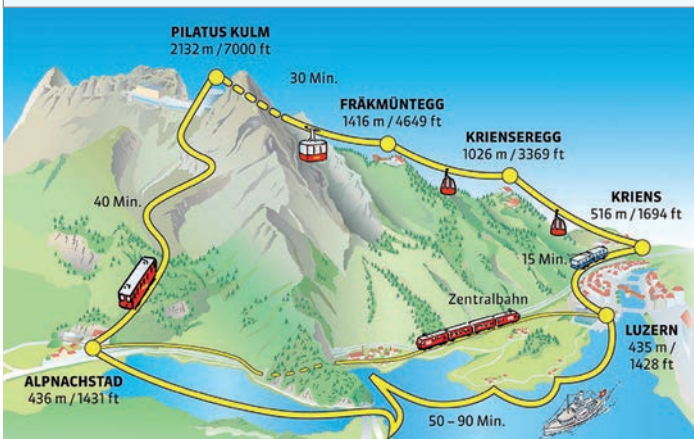 PILATUS KULM
2132 m / 7000 ft
30 Min.
FRÄKMÜNTEGG
1416 m / 4649 ft
KRIENSEREGG
1026 m / 3369 ft
KRIENS
516 m / 1694 ft
40 Min.
15 Min.
Zentralbahn
LUZERN
435 m /
1428 ft
ALPNACHSTAD
436 m / 1431 ft
50 – 90 Min.